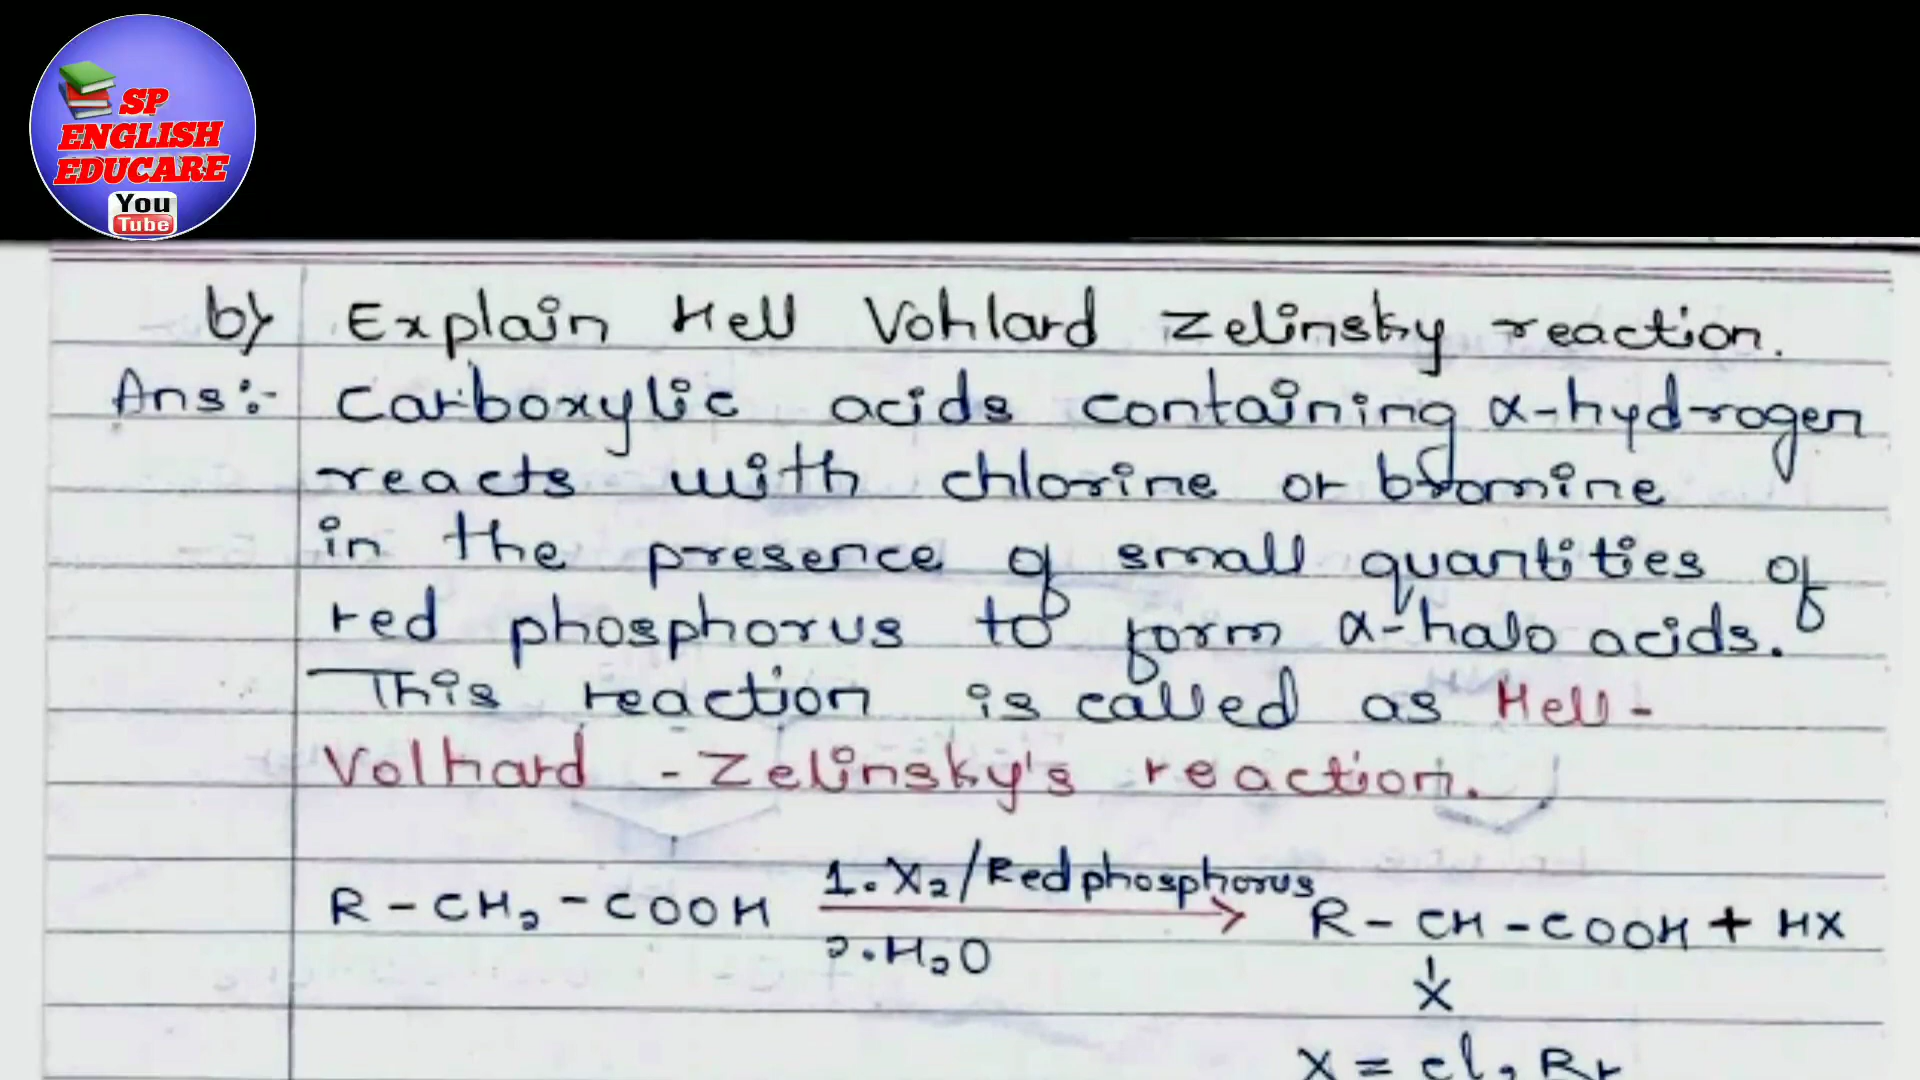 SP
ENGLISH
EDUCARE
You
Tube
b) Explain Hell Vohlard Zelinsky reaction.
Ans:- Carboxylic acids containing α-hydrogen
reacts with chlorine or bromine
in the presence of small quantities of
red phosphorus to form α-halo acids.
This reaction is called as Hell-
Volhard - Zelinsky's reaction.
1. X₂/Red phosphorus
R - CH₂ - COOH → R - CH - COOH + HX
2. H₂O
X
X = Cl, Br